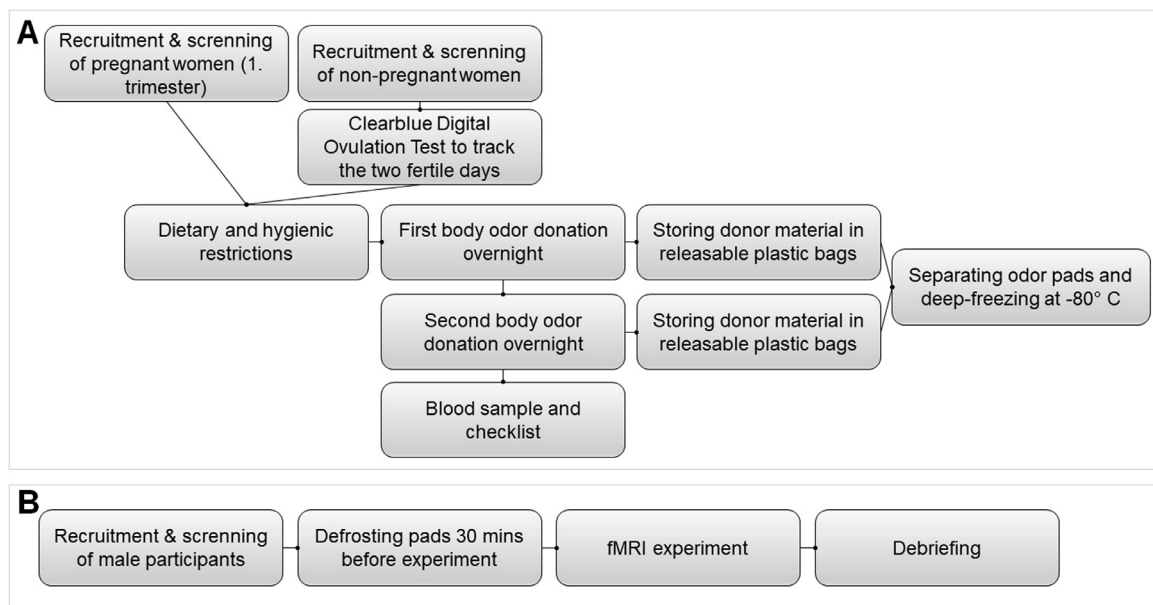 A
Recruitment & screnning
of pregnant women (1.
trimester)
Recruitment & screnning
of non-pregnant women
Clearblue Digital
Ovulation Test to track
the two fertile days
Dietary and hygienic
restrictions
First body odor donation
overnight
Storing donor material in
releasable plastic bags
Second body odor
donation overnight
Storing donor material in
releasable plastic bags
Separating odor pads and
deep-freezing at -80° C
Blood sample and
checklist
B
Recruitment & screnning
of male participants
Defrosting pads 30 mins
before experiment
fMRI experiment
Debriefing